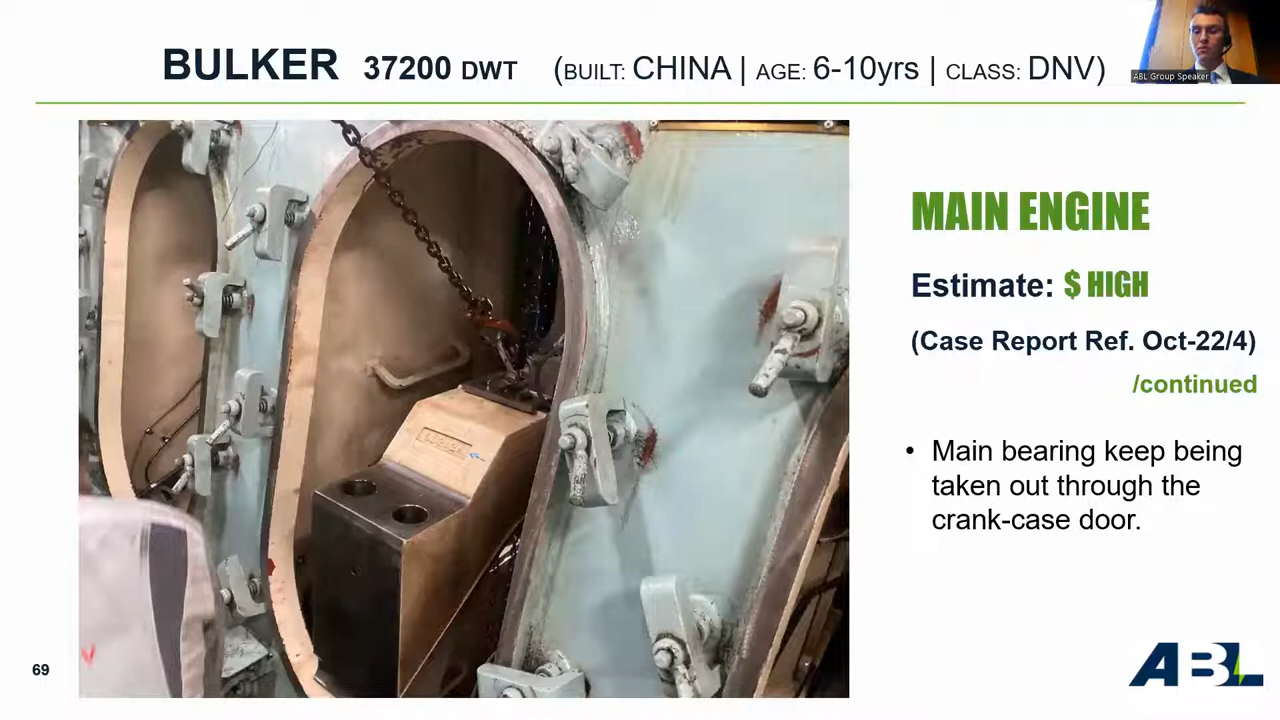 BULKER 37200 DWT (BUILT: CHINA | AGE: 6-10yrs | CLASS: DNV)
ABL Group Speaker
MAIN ENGINE
Estimate: $ HIGH
(Case Report Ref. Oct-22/4)
/continued
• Main bearing keep being
taken out through the
crank-case door.
69
ABL